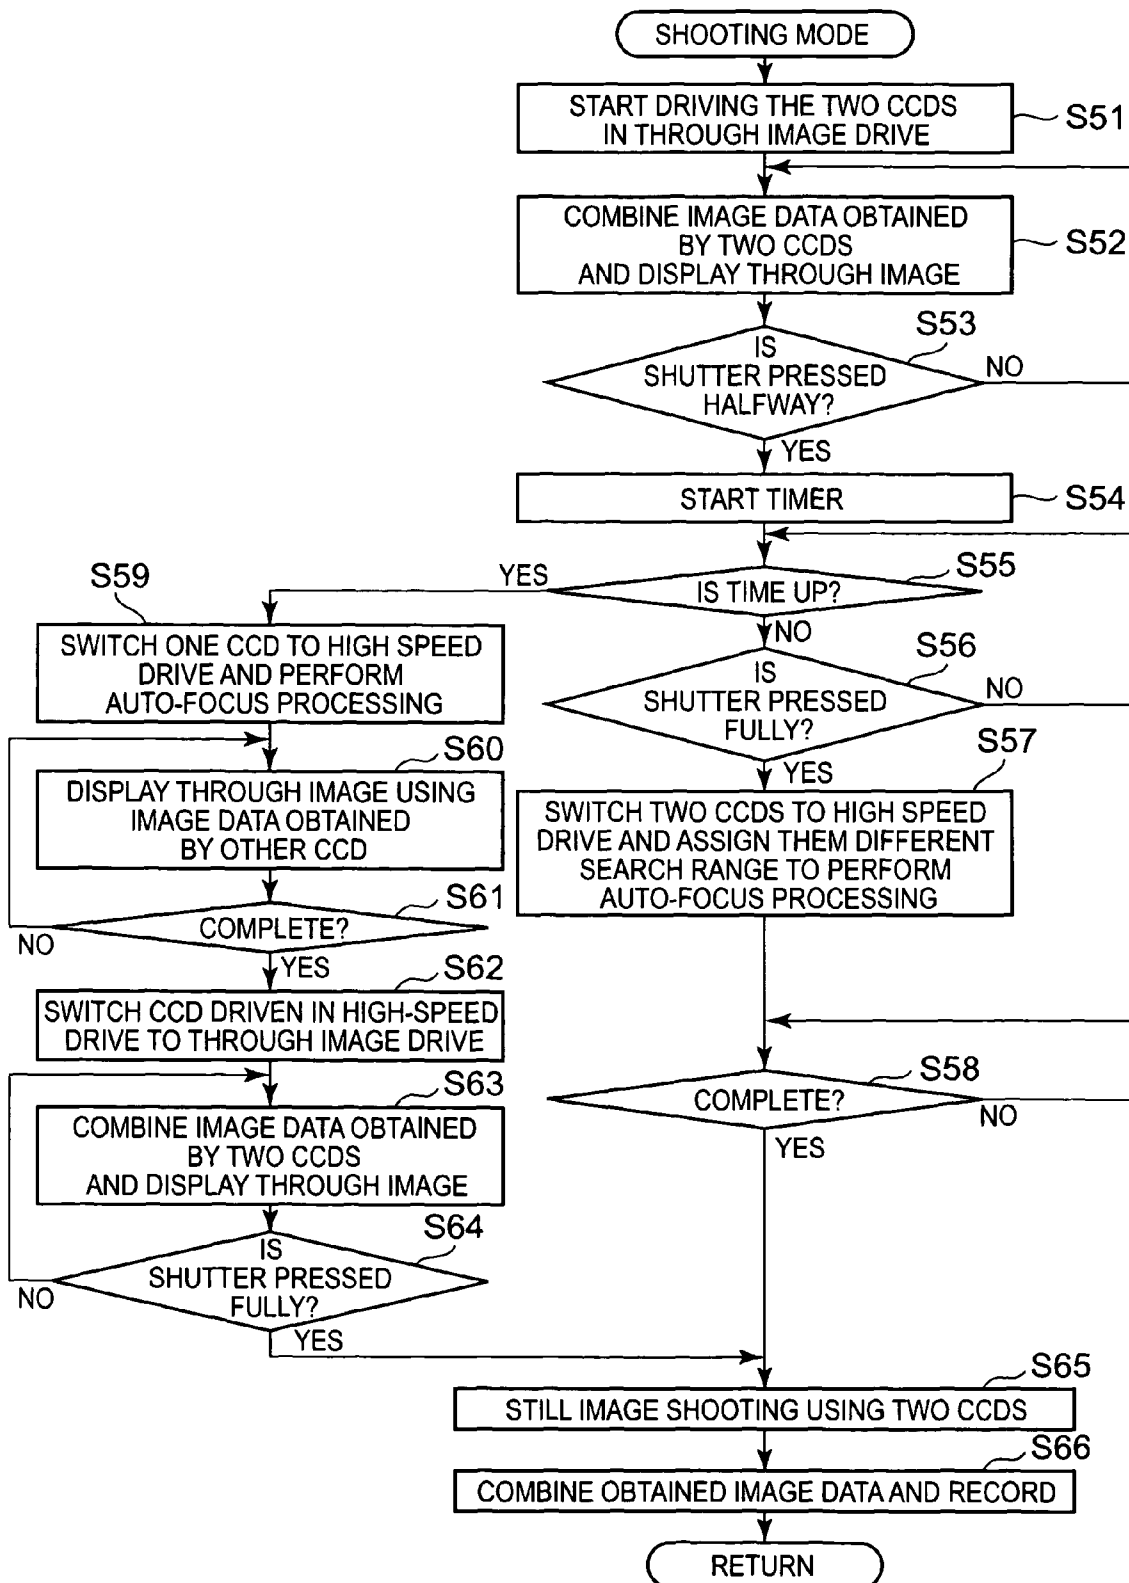 SHOOTING MODE
START DRIVING THE TWO CCDS
IN THROUGH IMAGE DRIVE
S51
COMBINE IMAGE DATA OBTAINED
BY TWO CCDS
AND DISPLAY THROUGH IMAGE
S52
S53
IS
SHUTTER PRESSED
HALFWAY?
NO
YES
START TIMER
S54
S55
IS TIME UP?
YES
NO
S56
IS
SHUTTER PRESSED
FULLY?
NO
YES
S57
SWITCH TWO CCDS TO HIGH SPEED
DRIVE AND ASSIGN THEM DIFFERENT
SEARCH RANGE TO PERFORM
AUTO-FOCUS PROCESSING
S58
COMPLETE?
NO
YES
S59
SWITCH ONE CCD TO HIGH SPEED
DRIVE AND PERFORM
AUTO-FOCUS PROCESSING
S60
DISPLAY THROUGH IMAGE USING
IMAGE DATA OBTAINED
BY OTHER CCD
S61
COMPLETE?
NO
YES
S62
SWITCH CCD DRIVEN IN HIGH-SPEED
DRIVE TO THROUGH IMAGE DRIVE
S63
COMBINE IMAGE DATA OBTAINED
BY TWO CCDS
AND DISPLAY THROUGH IMAGE
S64
IS
SHUTTER PRESSED
FULLY?
NO
YES
S65
STILL IMAGE SHOOTING USING TWO CCDS
S66
COMBINE OBTAINED IMAGE DATA AND RECORD
RETURN